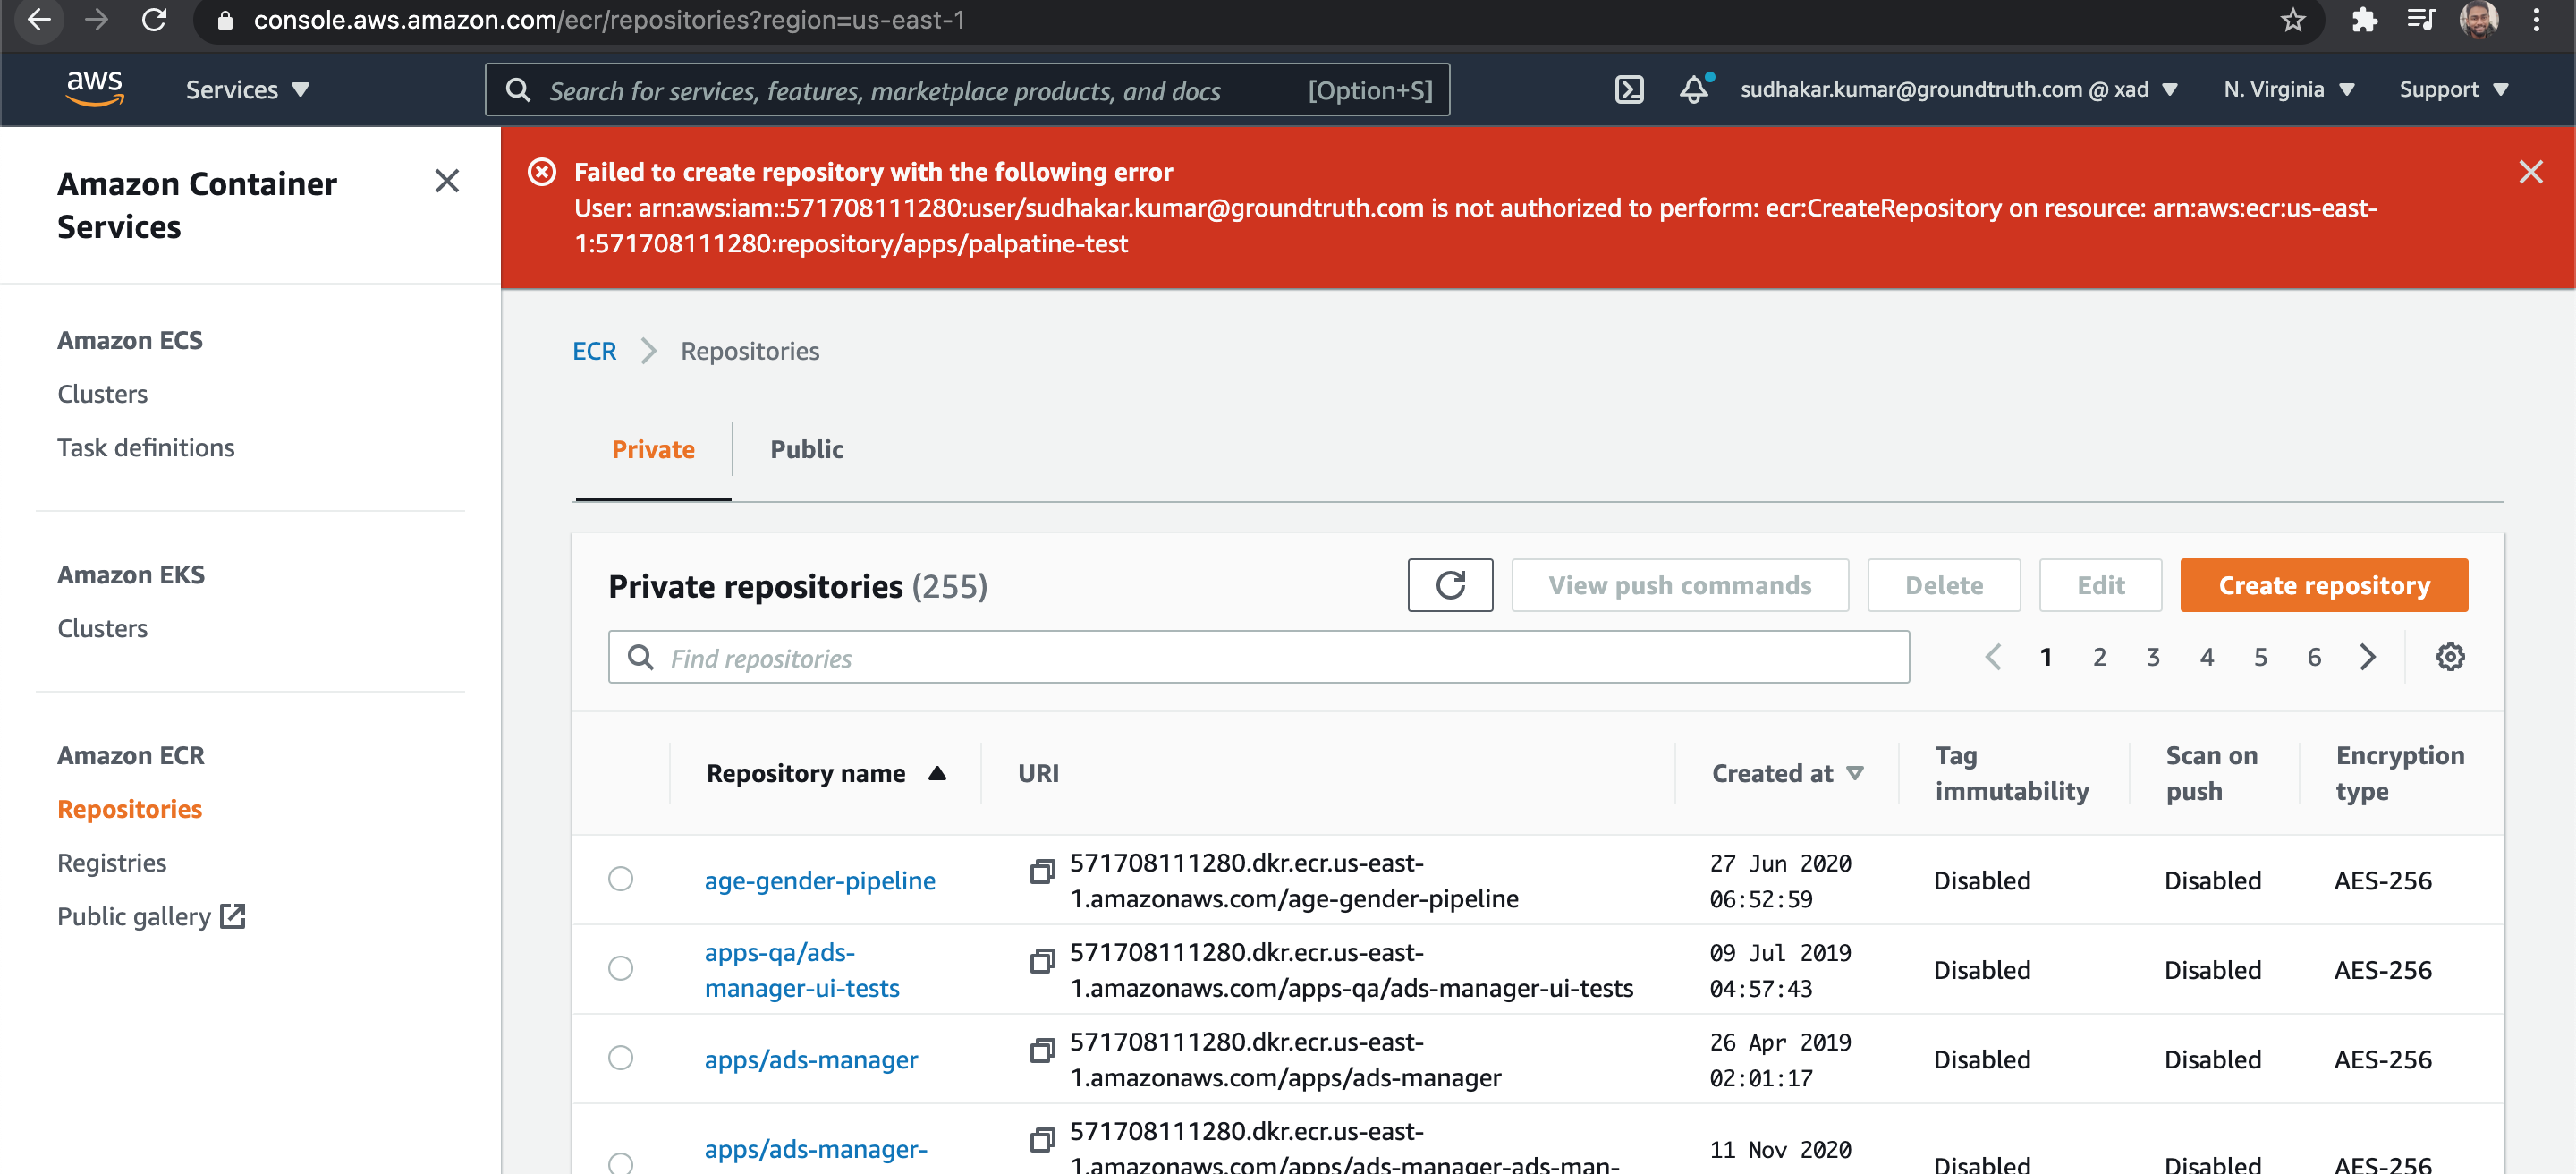 console.aws.amazon.com/ecr/repositories?region=us-east-1
aws
Services
Search for services, features, marketplace products, and docs [Option+S]
sudhakar.kumar@groundtruth.com @ xad
N. Virginia
Support
Amazon Container
Services
Failed to create repository with the following error
User: arn:aws:iam::571708111280:user/sudhakar.kumar@groundtruth.com is not authorized to perform: ecr:CreateRepository on resource: arn:aws:ecr:us-east-
1:571708111280:repository/apps/palpatine-test
Amazon ECS
Clusters
Task definitions
Amazon EKS
Clusters
Amazon ECR
Repositories
Registries
Public gallery
ECR Repositories
Private Public
Private repositories (255)
View push commands
Delete
Edit
Create repository
Find repositories
1 2 3 4 5 6
Repository name
URI
Created at
Tag
immutability
Scan on
push
Encryption
type
age-gender-pipeline
571708111280.dkr.ecr.us-east-
1.amazonaws.com/age-gender-pipeline
27 Jun 2020
06:52:59
Disabled
Disabled
AES-256
apps-qa/ads-
manager-ui-tests
571708111280.dkr.ecr.us-east-
1.amazonaws.com/apps-qa/ads-manager-ui-tests
09 Jul 2019
04:57:43
Disabled
Disabled
AES-256
apps/ads-manager
571708111280.dkr.ecr.us-east-
1.amazonaws.com/apps/ads-manager
26 Apr 2019
02:01:17
Disabled
Disabled
AES-256
apps/ads-manager-
571708111280.dkr.ecr.us-east-
1.amazonaws.com/apps/ads-manager-ads-man-
11 Nov 2020
Disabled
Disabled
AES-256